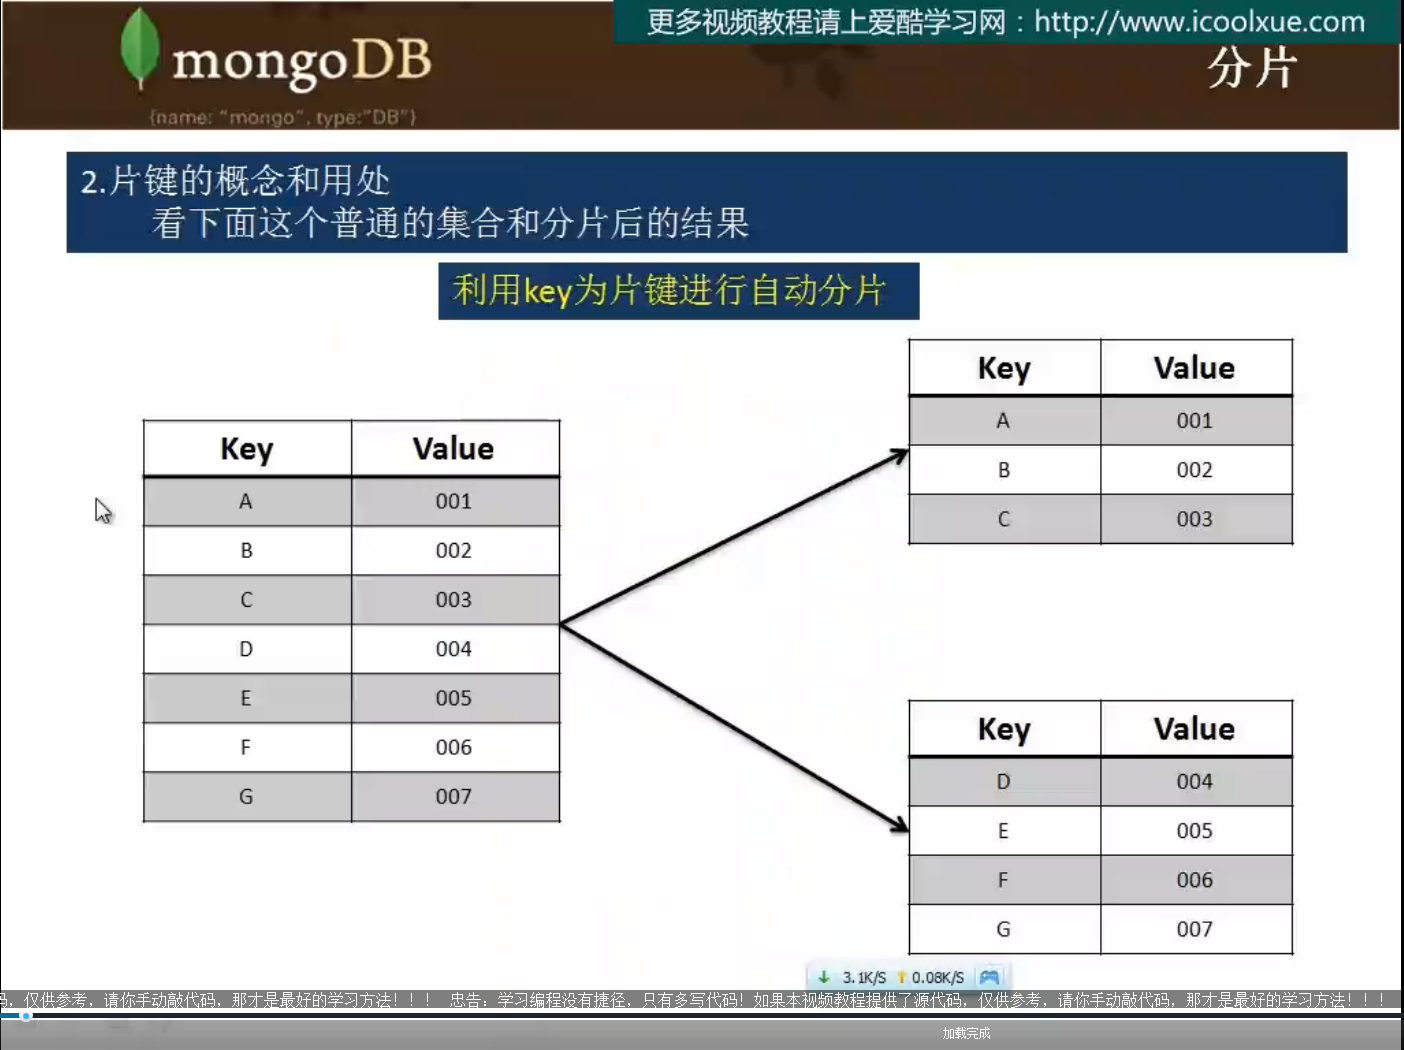 更多视频教程请上爱酷学习网：http://www.icoolxue.com
mongoDB
分片
{name: "mongo", type:"DB"}
2.片键的概念和用处
看下面这个普通的集合和分片后的结果
利用key为片键进行自动分片
Key Value
A 001
B 002
C 003
D 004
E 005
F 006
G 007
Key Value
A 001
B 002
C 003
Key Value
D 004
E 005
F 006
G 007
3.1K/S 0.08K/S
码，仅供参考，请你手动敲代码，那才是最好的学习方法！！！ 忠告：学习编程没有捷径，只有多写代码！如果本视频教程提供了源代码，仅供参考，请你手动敲代码，那才是最好的学习方法！！！
加载完成